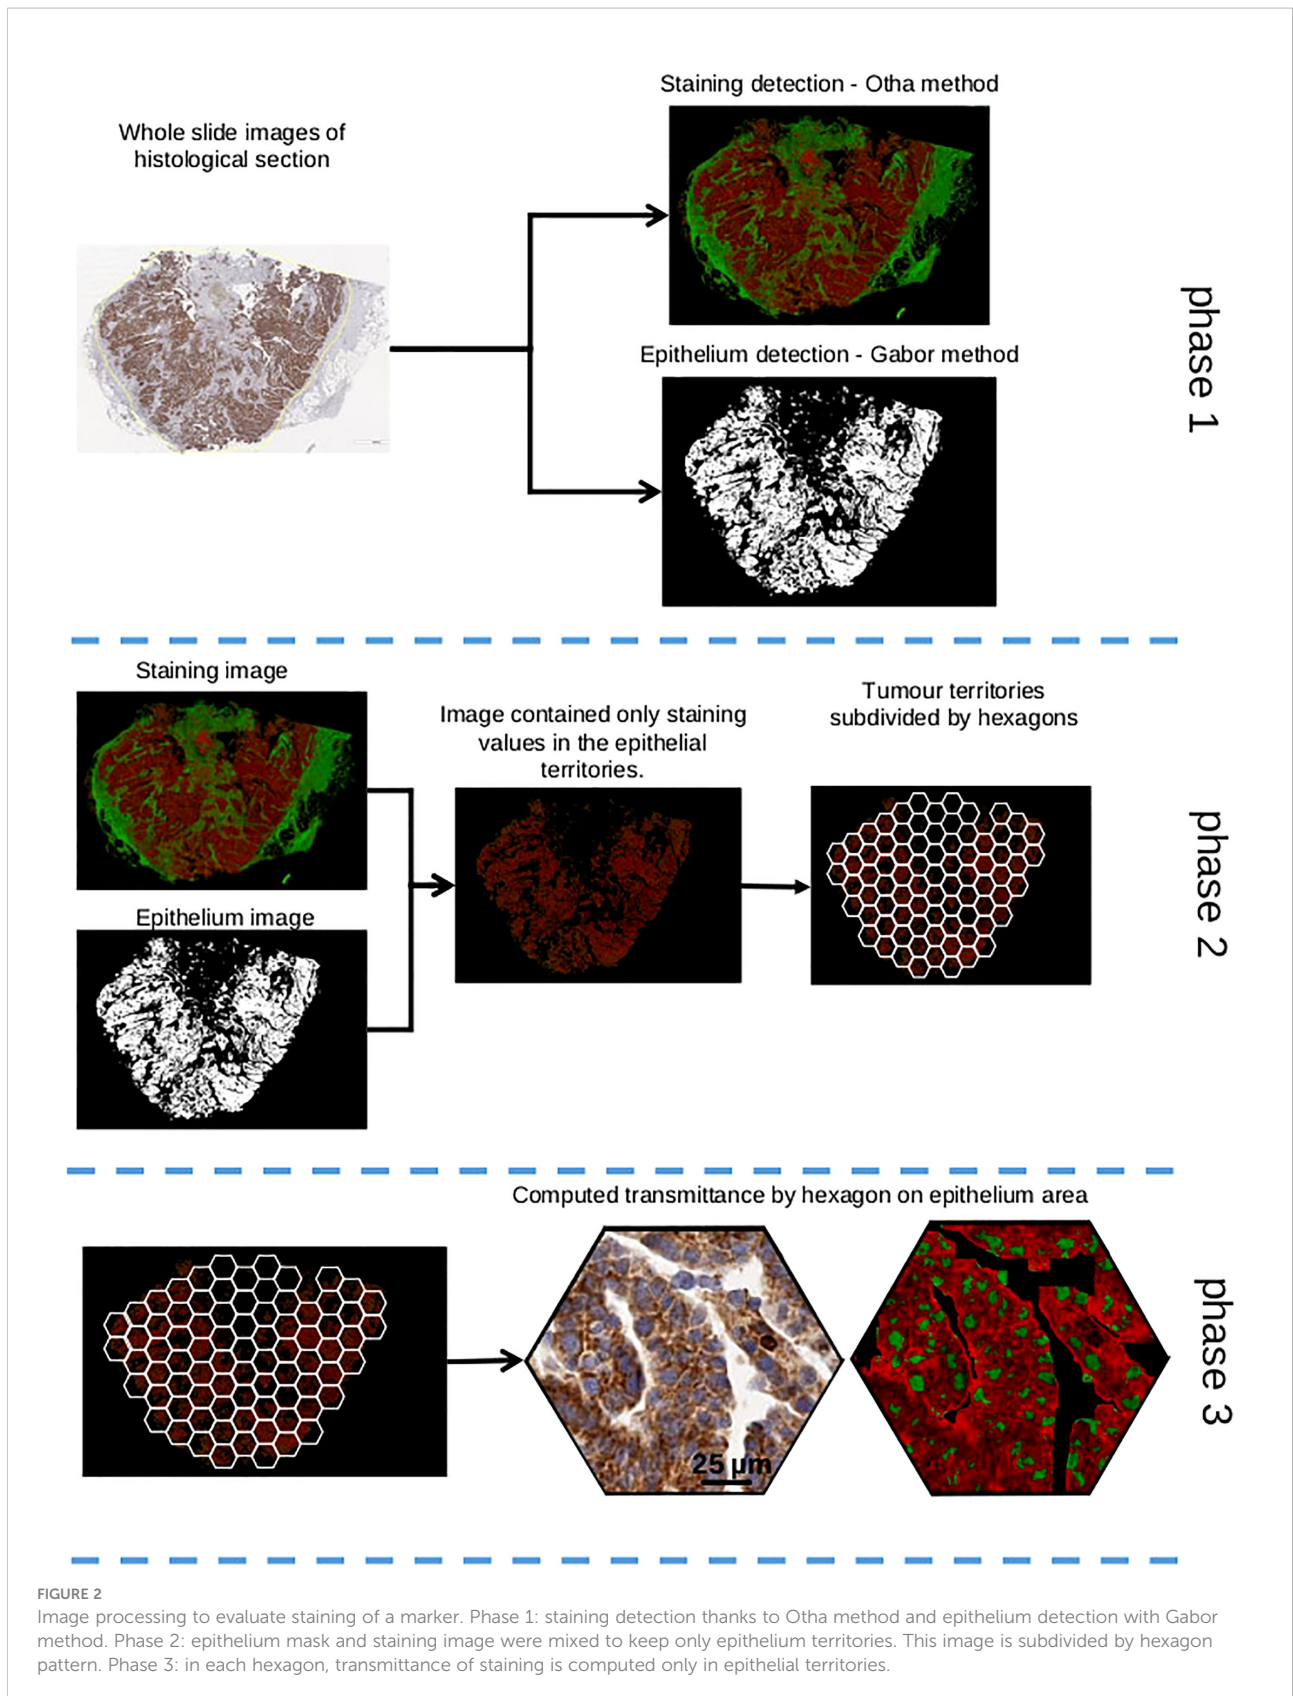 Staining detection - Otha method
Whole slide images of
histological section
Epithelium detection - Gabor method
phase 1
Staining image
Image contained only staining
values in the epithelial
territories.
Tumour territories
subdivided by hexagons
Epithelium image
phase 2
Computed transmittance by hexagon on epithelium area
25 µm
phase 3
FIGURE 2
Image processing to evaluate staining of a marker. Phase 1: staining detection thanks to Otha method and epithelium detection with Gabor
method. Phase 2: epithelium mask and staining image were mixed to keep only epithelium territories. This image is subdivided by hexagon
pattern. Phase 3: in each hexagon, transmittance of staining is computed only in epithelial territories.